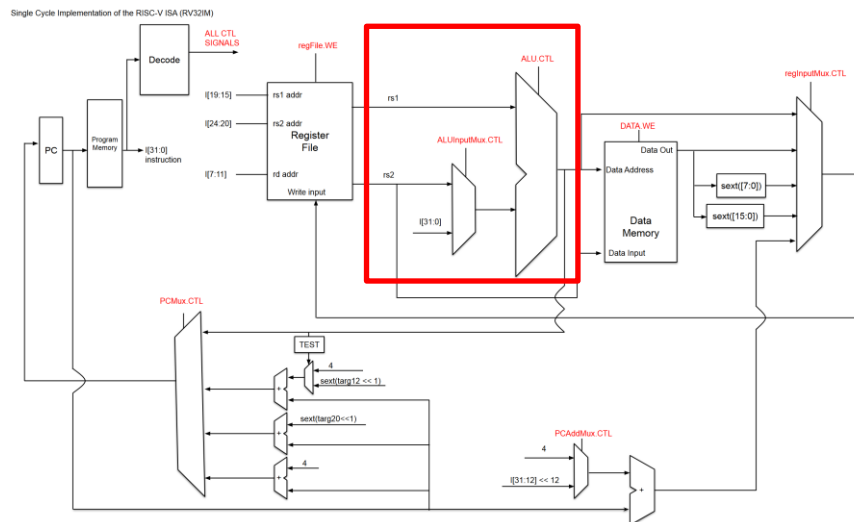 Single Cycle Implementation of the RISC-V ISA (RV32IM)
ALL CTL
SIGNALS
Decode
regFile.WE
ALU.CTL
regInputMux.CTL
I[19:15]
rs1 addr
rs1
I[24:20]
rs2 addr
Register
File
PC
Program
Memory
I[31:0]
instruction
ALUInputMux.CTL
DATA.WE
Data Out
Data Address
I[7:11]
rd addr
rs2
Write input
sext([7:0])
sext([15:0])
I[31:0]
Data
Memory
Data Input
PCMux.CTL
TEST
4
sext(targ12 << 1)
+
sext(targ20<<1)
+
4
+
PCAddMux.CTL
4
I[31:12] << 12
+